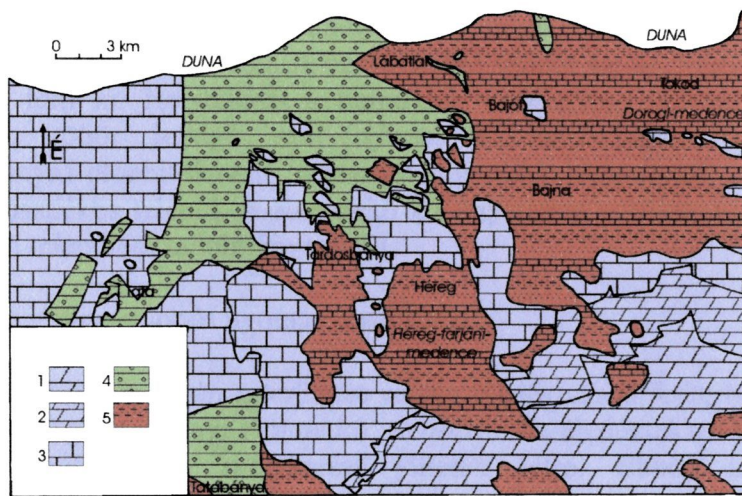 0 3 km
DUNA
DUNA
Lábatlan
Tokod
Bajót
Dorogi-medence
É
Bajna
Tardosbánya
Tata
Héreg
Héreg-tarjáni-
medence
1
4
2
5
3
Tatabánya